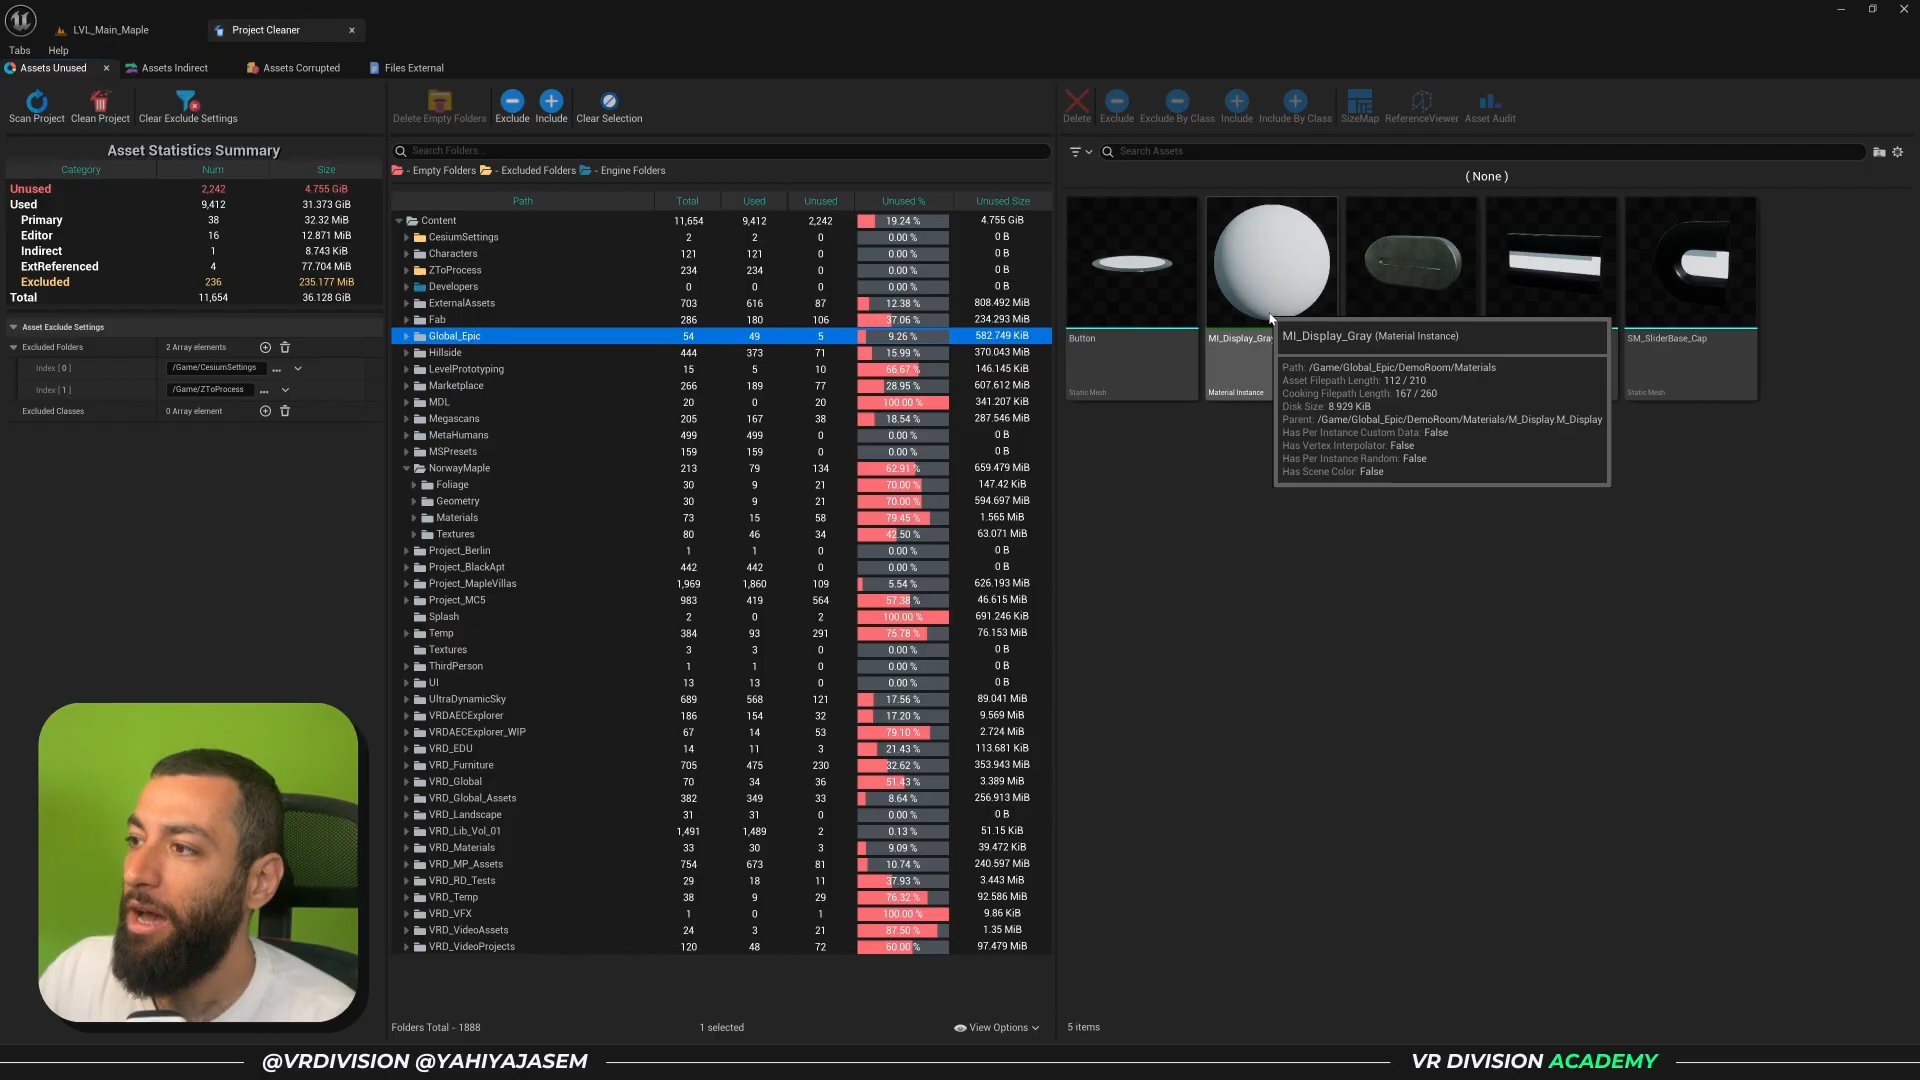 LVL_Main_Maple
Project Cleaner
Tabs Help
Assets Unused
Assets Indirect
Assets Corrupted
Files External
Scan Project
Clean Project
Clear Exclude Settings
Asset Statistics Summary
Category Num Size
Unused 2,242 4.755 GiB
Used 9,412 31.373 GiB
Primary 38 32.32 MiB
Editor 16 12.871 MiB
Indirect 1 8.743 KiB
ExtReferenced 4 77.704 MiB
Excluded 236 235.177 MiB
Total 11,654 36.128 GiB
Asset Exclude Settings
Excluded Folders 2 Array elements
Index [ 0 ] /Game/CesiumSettings
Index [ 1 ] /Game/ZToProcess
Excluded Classes 0 Array element
Delete Empty Folders
Exclude
Include
Clear Selection
Search Folders...
- Empty Folders - Excluded Folders - Engine Folders
Path Total Used Unused Unused % Unused Size
Content 11,654 9,412 2,242 19.24 % 4.755 GiB
CesiumSettings 2 2 0 0.00 % 0 B
Characters 121 121 0 0.00 % 0 B
ZToProcess 234 234 0 0.00 % 0 B
Developers 0 0 0 0.00 % 0 B
ExternalAssets 703 616 87 12.38 % 808.492 MiB
Fab 286 180 106 37.06 % 234.293 MiB
Global_Epic 54 49 5 9.26 % 582.749 KiB
Hillside 444 373 71 15.99 % 370.043 MiB
LevelPrototyping 15 5 10 66.67 % 146.145 KiB
Marketplace 266 189 77 28.95 % 607.612 MiB
MDL 20 0 20 100.00 % 341.207 KiB
Megascans 205 167 38 18.54 % 287.546 MiB
MetaHumans 499 499 0 0.00 % 0 B
MSPresets 159 159 0 0.00 % 0 B
NorwayMaple 213 79 134 62.91 % 659.479 MiB
Foliage 30 9 21 70.00 % 147.42 KiB
Geometry 30 9 21 70.00 % 594.697 MiB
Materials 73 15 58 79.45 % 1.565 MiB
Textures 80 46 34 42.50 % 63.071 MiB
Project_Berlin 1 1 0 0.00 % 0 B
Project_BlackApt 442 442 0 0.00 % 0 B
Project_MapleVillas 1,969 1,860 109 5.54 % 626.193 MiB
Project_MC5 983 419 564 57.38 % 46.615 MiB
Splash 2 0 2 100.00 % 691.246 KiB
Temp 384 93 291 75.78 % 76.153 MiB
Textures 3 3 0 0.00 % 0 B
ThirdPerson 1 1 0 0.00 % 0 B
UI 13 13 0 0.00 % 0 B
UltraDynamicSky 689 568 121 17.56 % 89.041 MiB
VRDAECExplorer 186 154 32 17.20 % 9.569 MiB
VRDAECExplorer_WIP 67 14 53 79.10 % 2.724 MiB
VRD_EDU 14 11 3 21.43 % 113.681 KiB
VRD_Furniture 705 475 230 32.62 % 353.943 MiB
VRD_Global 70 34 36 51.43 % 3.389 MiB
VRD_Global_Assets 382 349 33 8.64 % 256.913 MiB
VRD_Landscape 31 31 0 0.00 % 0 B
VRD_Lib_Vol_01 1,491 1,489 2 0.13 % 51.15 KiB
VRD_Materials 33 30 3 9.09 % 39.472 KiB
VRD_MP_Assets 754 673 81 10.74 % 240.597 MiB
VRD_RD_Tests 29 18 11 37.93 % 3.443 MiB
VRD_Temp 38 9 29 76.32 % 92.586 MiB
VRD_VFX 1 0 1 100.00 % 9.86 KiB
VRD_VideoAssets 24 3 21 87.50 % 1.35 MiB
VRD_VideoProjects 120 48 72 60.00 % 97.479 MiB
Folders Total - 1888
1 selected
View Options
Delete
Exclude
Exclude By Class
Include
Include By Class
SizeMap
ReferenceViewer
Asset Audit
Search Assets
( None )
Button
Static Mesh
MI_Display_Gray
Material Instance
SM_SliderBase_Cap
Static Mesh
MI_Display_Gray (Material Instance)
Path: /Game/Global_Epic/DemoRoom/Materials
Asset Filepath Length: 112 / 210
Cooking Filepath Length: 167 / 260
Disk Size: 8.929 KiB
Parent: /Game/Global_Epic/DemoRoom/Materials/M_Display.M_Display
Has Per Instance Custom Data: False
Has Vertex Interpolator: False
Has Per Instance Random: False
Has Scene Color: False
5 items
@VRDIVISION @YAHIYAJASEM
VR DIVISION ACADEMY